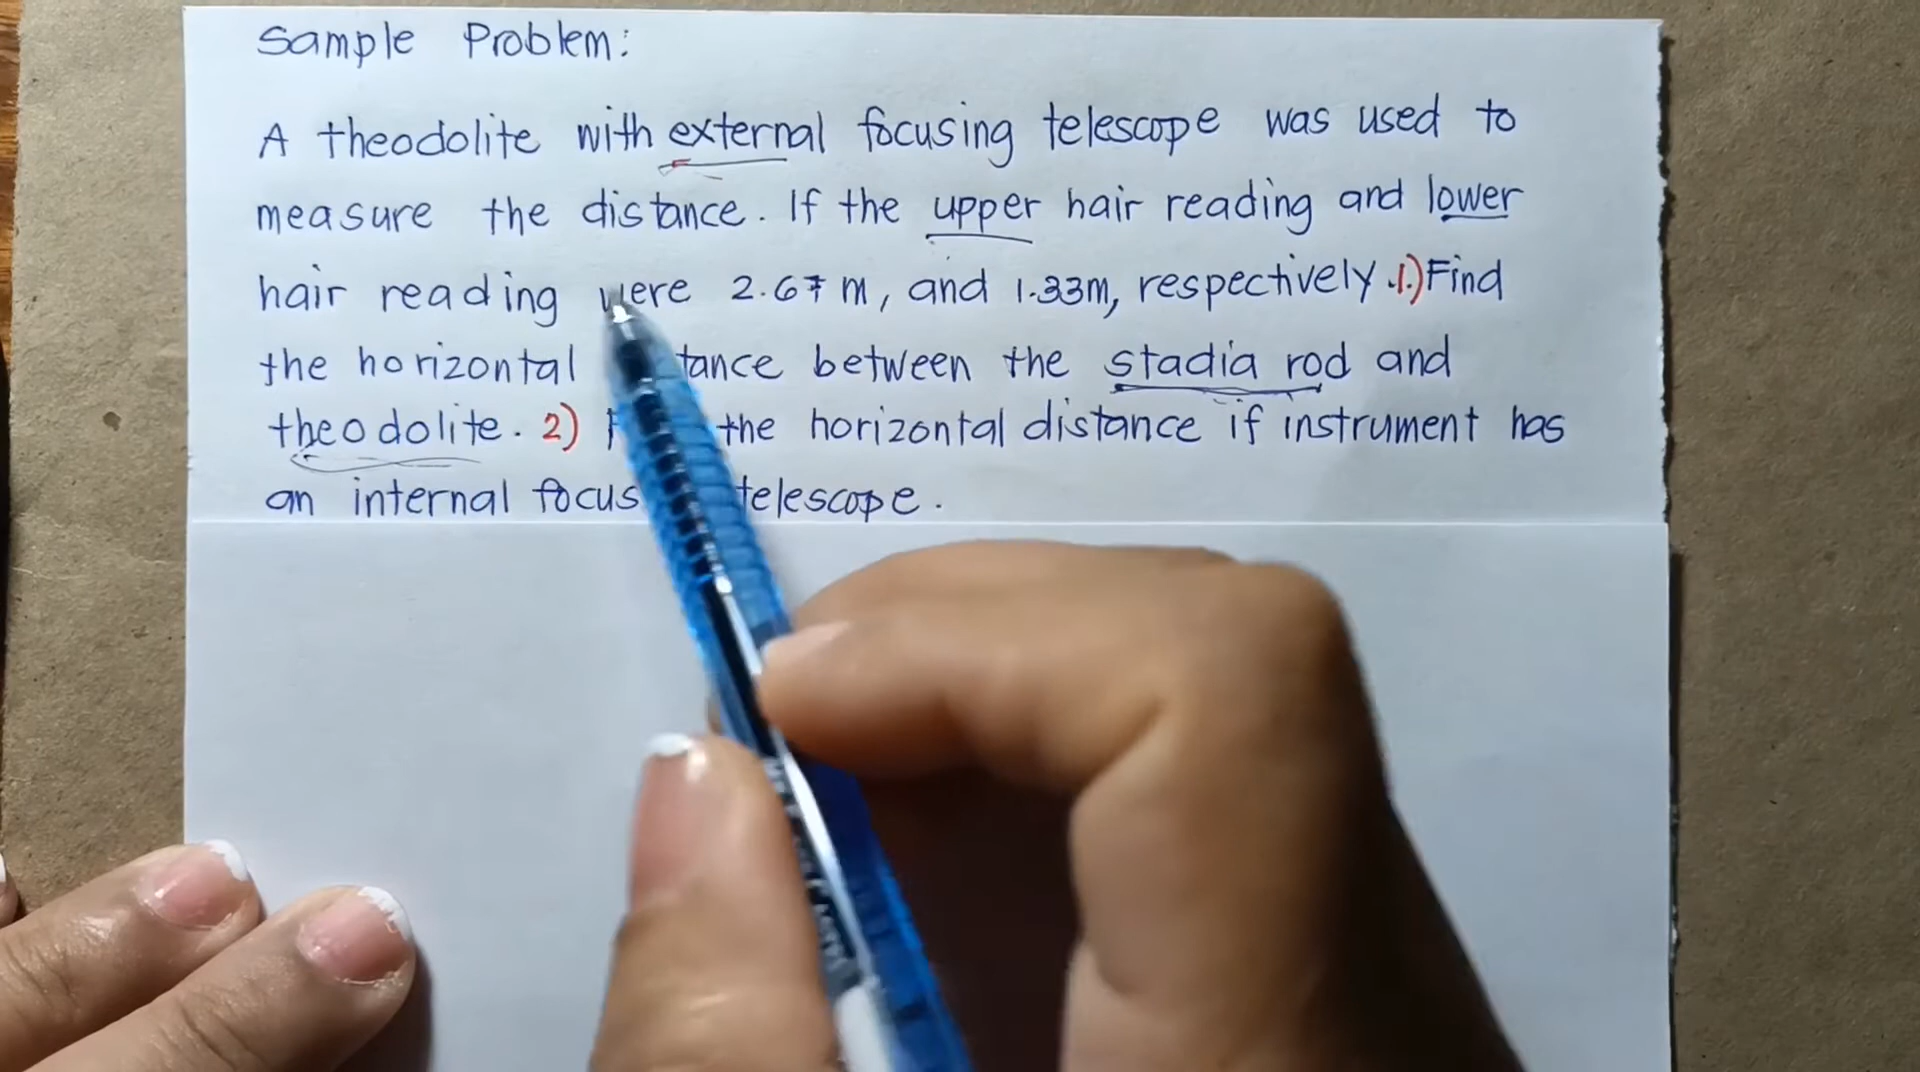 Sample Problem:
A theodolite with external focusing telescope was used to
measure the distance. If the upper hair reading and lower
hair reading were 2.67 m, and 1.33m, respectively. 1.) Find
the horizontal tance between the stadia rod and
theodolite. 2) the horizontal distance if instrument has
an internal focus telescope.